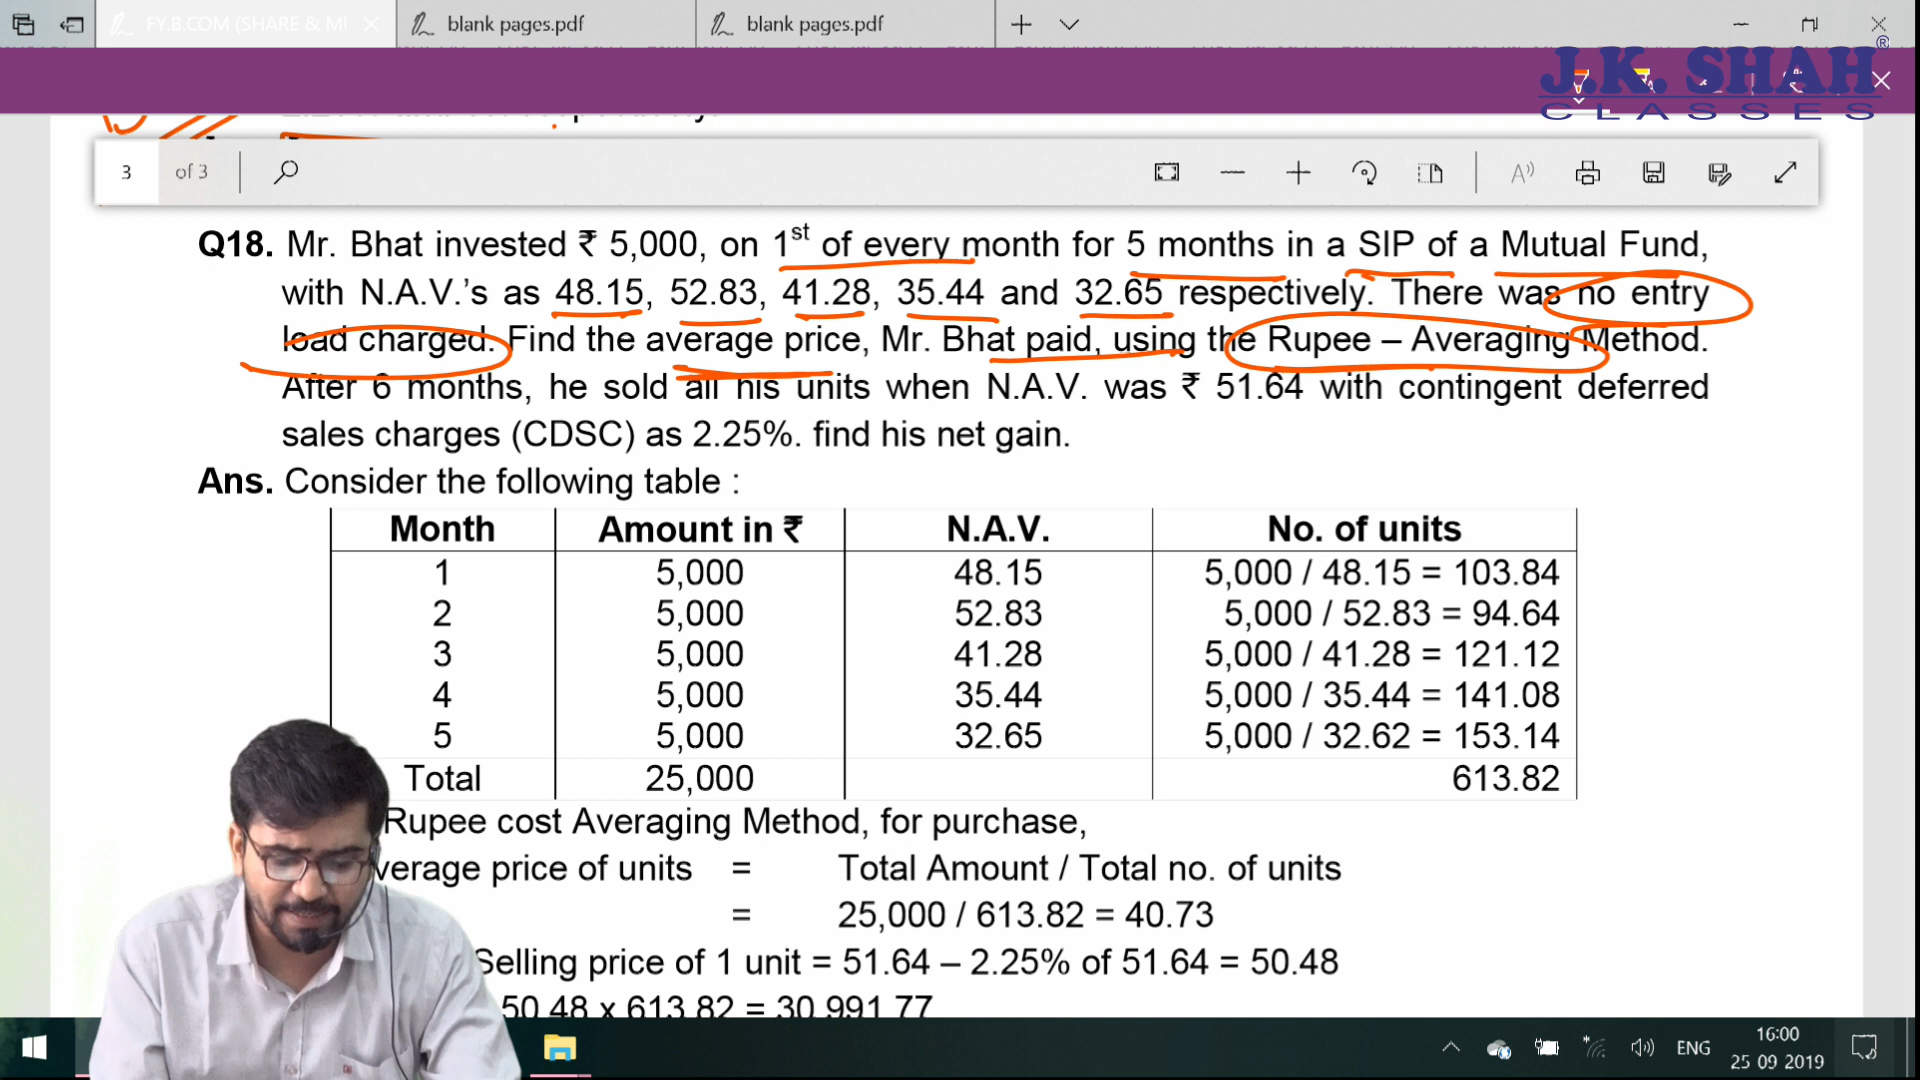 FY.B.COM (SHARE & M
blank pages.pdf
blank pages.pdf
J.K. SHAH®
CLASSES
3 of 3
Q18. Mr. Bhat invested ₹ 5,000, on 1st of every month for 5 months in a SIP of a Mutual Fund,
with N.A.V.'s as 48.15, 52.83, 41.28, 35.44 and 32.65 respectively. There was no entry
load charged. Find the average price, Mr. Bhat paid, using the Rupee – Averaging Method.
After 6 months, he sold all his units when N.A.V. was ₹ 51.64 with contingent deferred
sales charges (CDSC) as 2.25%. find his net gain.
Ans. Consider the following table :
Month Amount in ₹ N.A.V. No. of units
1 5,000 48.15 5,000 / 48.15 = 103.84
2 5,000 52.83 5,000 / 52.83 = 94.64
3 5,000 41.28 5,000 / 41.28 = 121.12
4 5,000 35.44 5,000 / 35.44 = 141.08
5 5,000 32.65 5,000 / 32.62 = 153.14
Total 25,000 613.82
Rupee cost Averaging Method, for purchase,
verage price of units = Total Amount / Total no. of units
= 25,000 / 613.82 = 40.73
Selling price of 1 unit = 51.64 – 2.25% of 51.64 = 50.48
50.48 x 613.82 = 30,991.77
ENG
16:00
25 09 2019